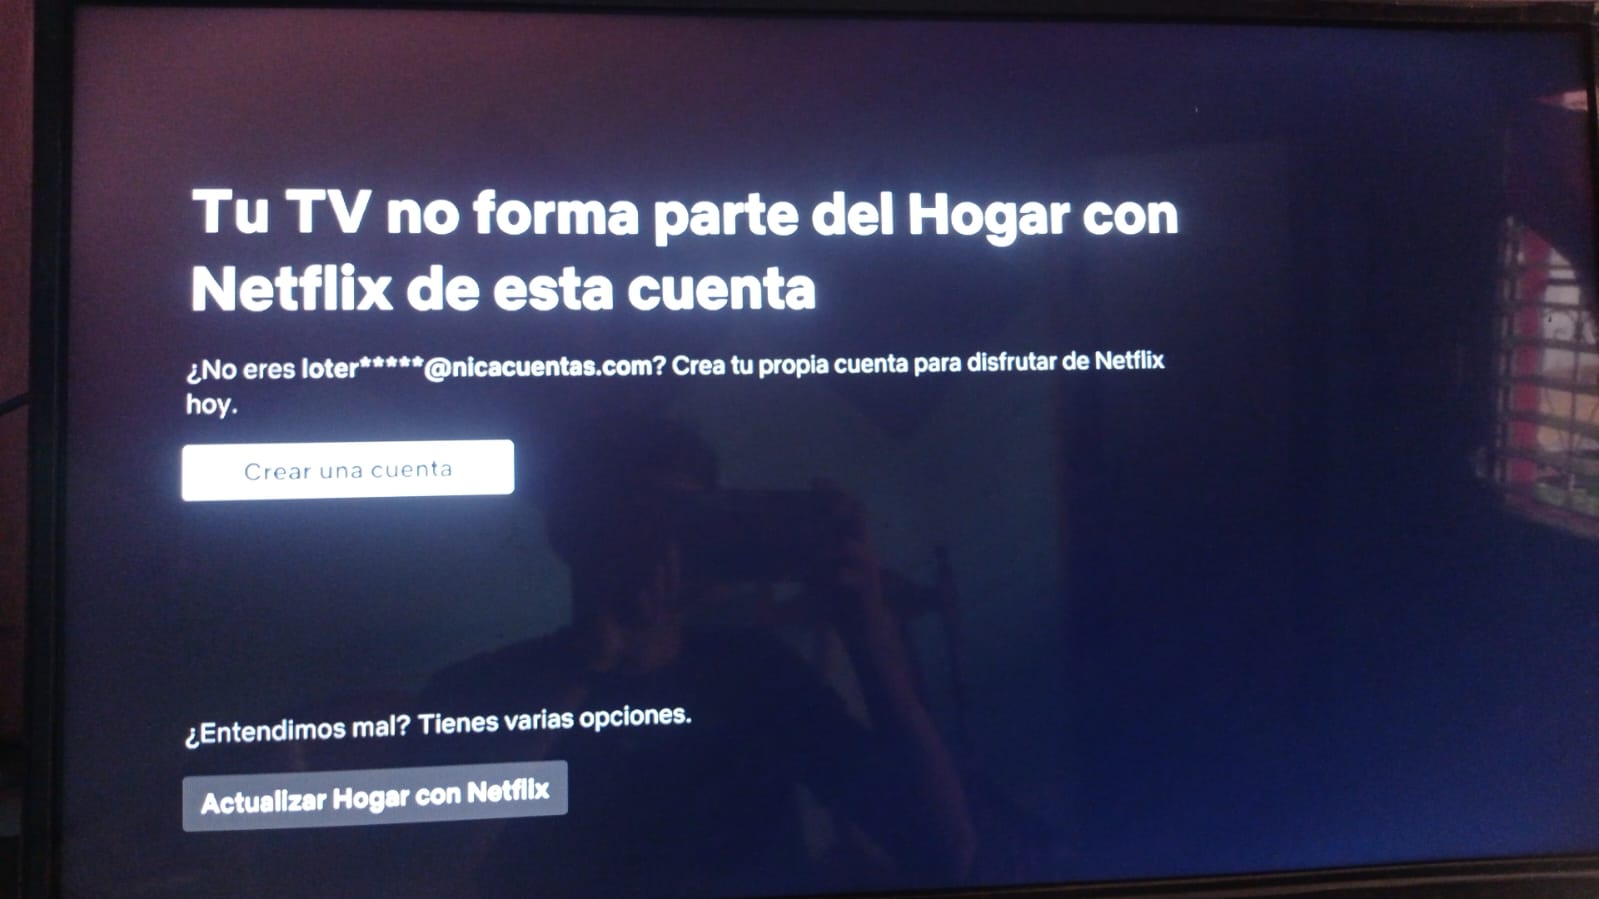 Tu TV no forma parte del Hogar con
Netflix de esta cuenta
¿No eres loter*****@nicacuentas.com? Crea tu propia cuenta para disfrutar de Netflix
hoy.
Crear una cuenta
¿Entendimos mal? Tienes varias opciones.
Actualizar Hogar con Netflix